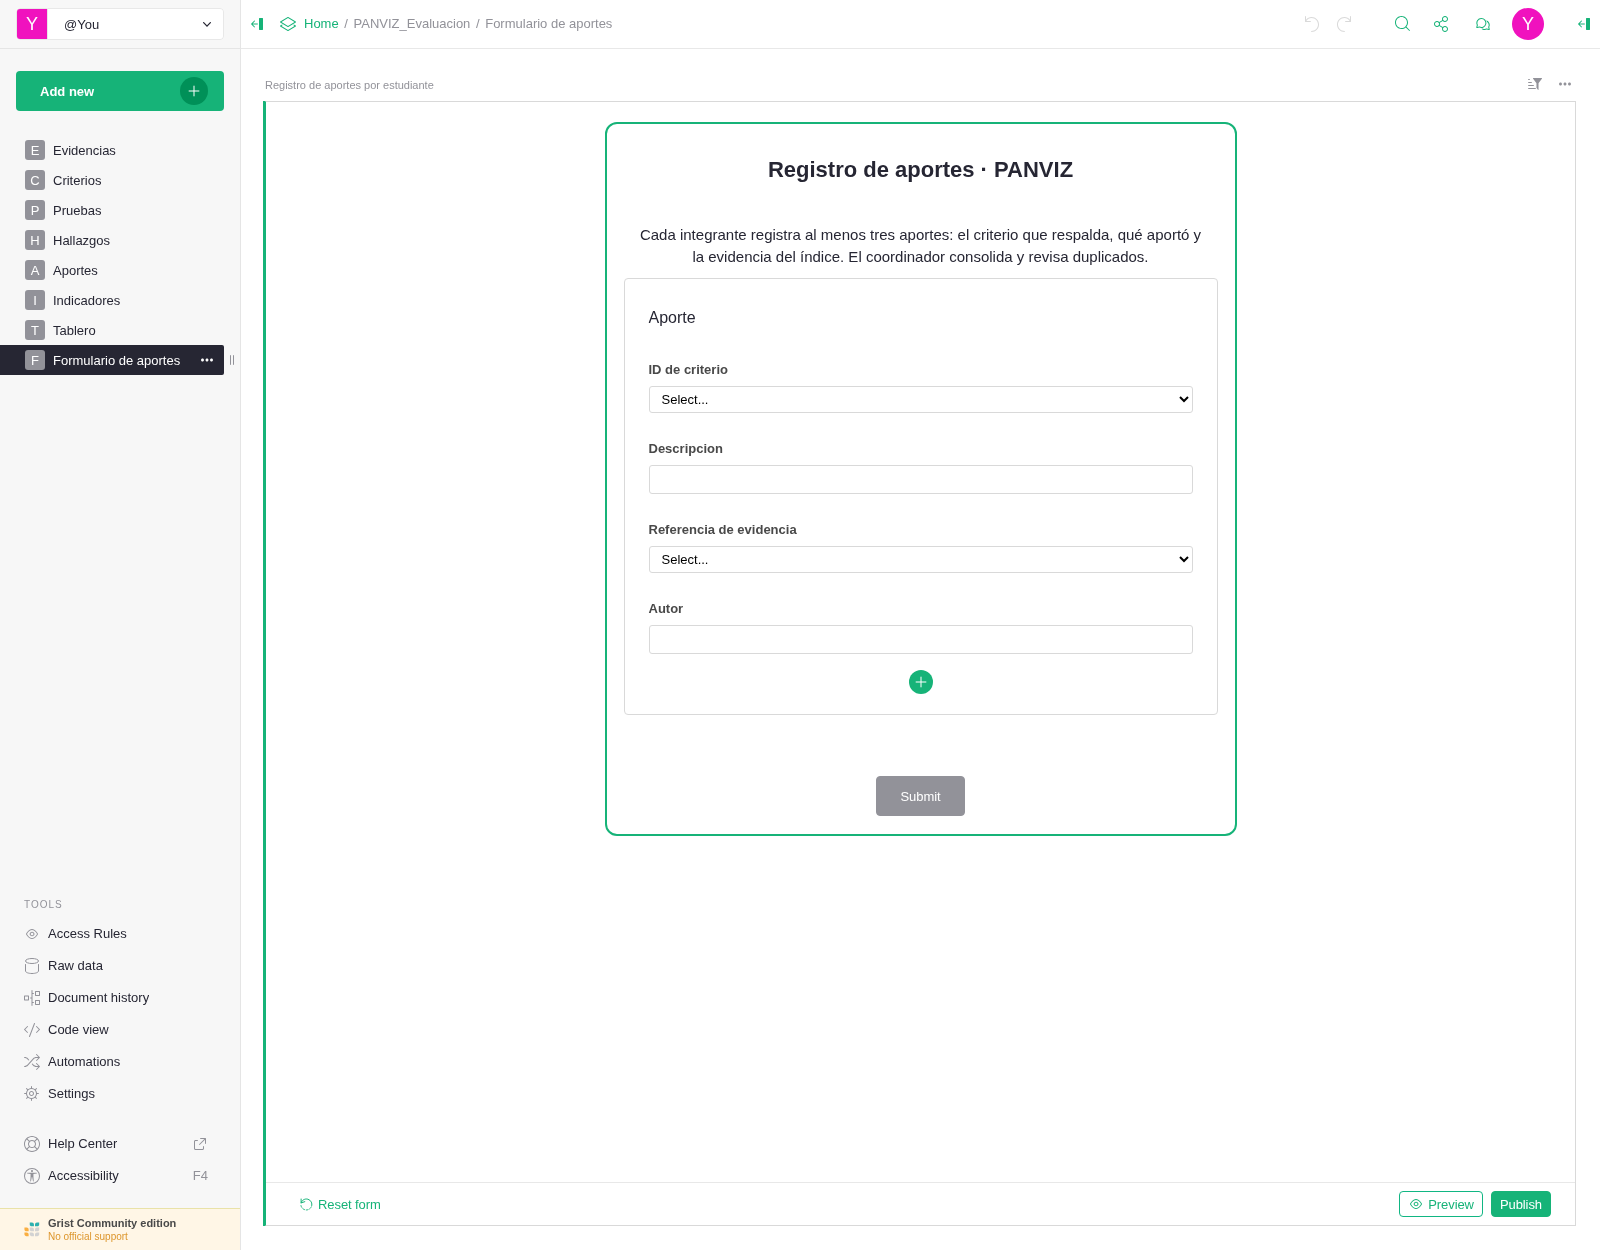 Y
@You
Home / PANVIZ_Evaluacion / Formulario de aportes
Y
Add new
E Evidencias
C Criterios
P Pruebas
H Hallazgos
A Aportes
I Indicadores
T Tablero
F Formulario de aportes
TOOLS
Access Rules
Raw data
Document history
Code view
Automations
Settings
Help Center
Accessibility F4
Grist Community edition
No official support
Registro de aportes por estudiante
Registro de aportes · PANVIZ
Cada integrante registra al menos tres aportes: el criterio que respalda, qué aportó y
la evidencia del índice. El coordinador consolida y revisa duplicados.
Aporte
ID de criterio
Select...
Descripcion
Referencia de evidencia
Select...
Autor
Submit
Reset form
Preview
Publish